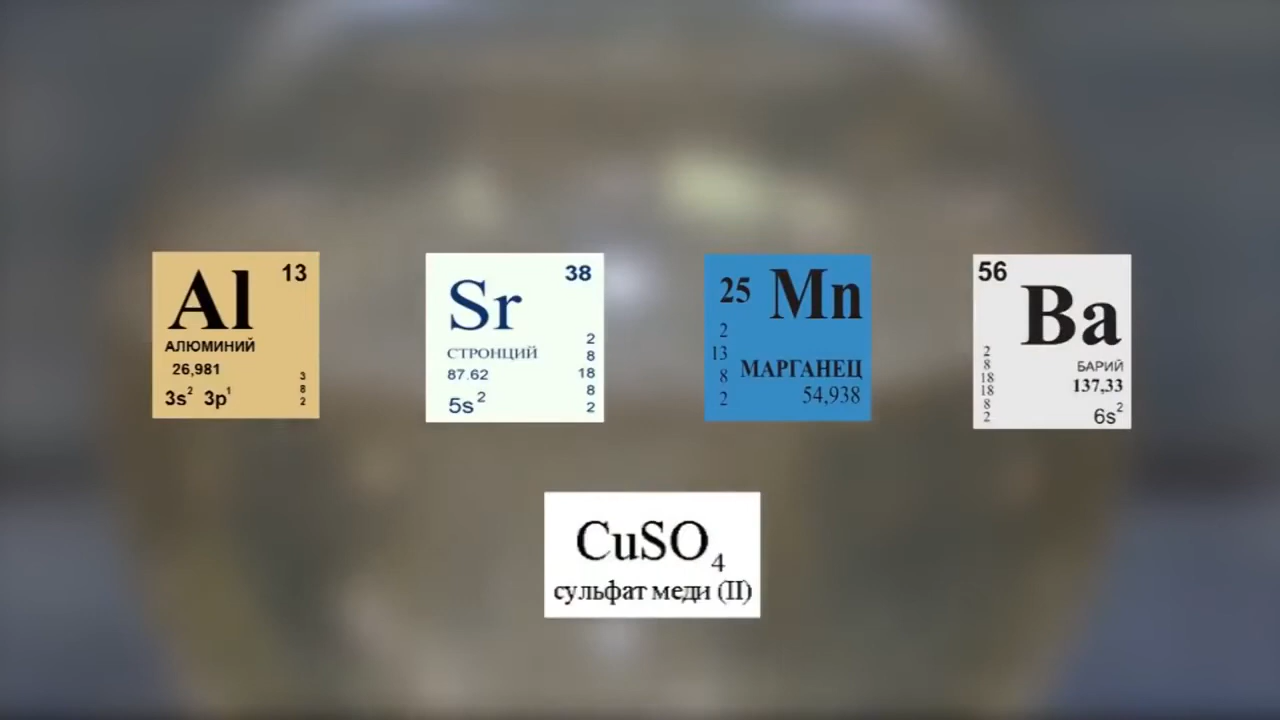 Al 13
АЛЮМИНИЙ
26,981
3s² 3p¹
3
8
2
Sr 38
СТРОНЦИЙ
87.62
5s²
2
8
18
8
2
25 Mn
МАРГАНЕЦ
54,938
2
13
8
2
56 Ba
БАРИЙ
137,33
6s²
2
8
18
18
8
2
CuSO₄
сульфат меди (II)